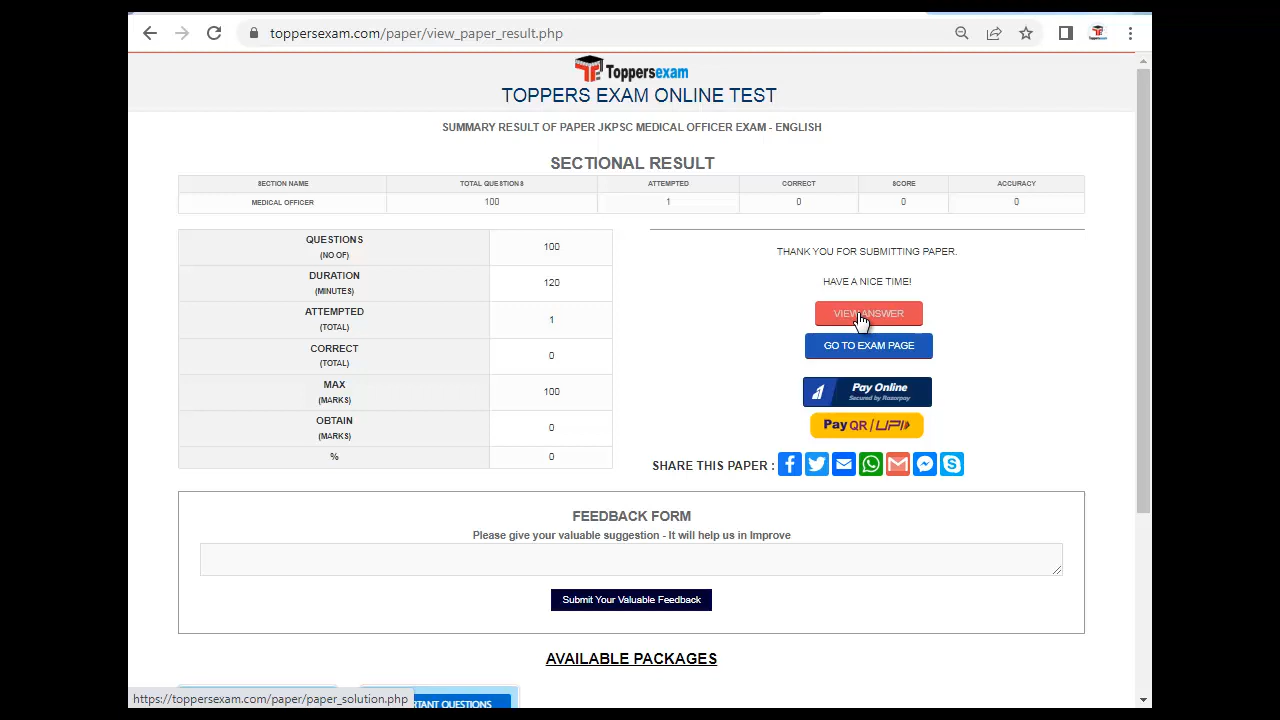 toppersexam.com/paper/view_paper_result.php
Toppersexam
TOPPERS EXAM ONLINE TEST
SUMMARY RESULT OF PAPER JKPSC MEDICAL OFFICER EXAM - ENGLISH
SECTIONAL RESULT
SECTION NAME TOTAL QUESTIONS ATTEMPTED CORRECT SCORE ACCURACY
MEDICAL OFFICER 100 1 0 0 0
QUESTIONS
(NO OF)
100
DURATION
(MINUTES)
120
ATTEMPTED
(TOTAL)
1
CORRECT
(TOTAL)
0
MAX
(MARKS)
100
OBTAIN
(MARKS)
0
% 0
THANK YOU FOR SUBMITTING PAPER.
HAVE A NICE TIME!
VIEW ANSWER
GO TO EXAM PAGE
Pay Online
Secured by Razorpay
Pay QR/UPI
SHARE THIS PAPER :
FEEDBACK FORM
Please give your valuable suggestion - It will help us in Improve
Submit Your Valuable Feedback
AVAILABLE PACKAGES
https://toppersexam.com/paper/paper_solution.php